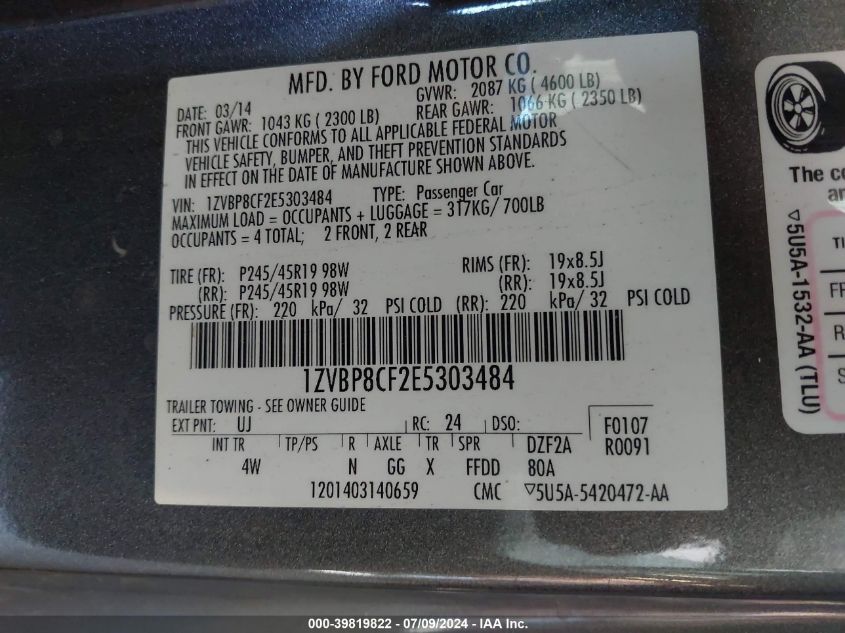 MFD. BY FORD MOTOR CO.
DATE: 03/14 GVWR: 2087 KG ( 4600 LB)
FRONT GAWR: 1043 KG ( 2300 LB) REAR GAWR: 1066 KG ( 2350 LB)
THIS VEHICLE CONFORMS TO ALL APPLICABLE FEDERAL MOTOR
VEHICLE SAFETY, BUMPER, AND THEFT PREVENTION STANDARDS
IN EFFECT ON THE DATE OF MANUFACTURE SHOWN ABOVE.
VIN: 1ZVBP8CF2E5303484 TYPE: Passenger Car
MAXIMUM LOAD = OCCUPANTS + LUGGAGE = 317KG/ 700LB
OCCUPANTS = 4 TOTAL; 2 FRONT, 2 REAR
TIRE (FR): P245/45R19 98W RIMS (FR): 19x8.5J
(RR): P245/45R19 98W (RR): 19x8.5J
PRESSURE (FR): 220 kPa/ 32 PSI COLD (RR): 220 kPa/ 32 PSI COLD
1ZVBP8CF2E5303484
TRAILER TOWING - SEE OWNER GUIDE
EXT PNT: UJ RC: 24 DSO: F0107
INT TR TP/PS R AXLE TR SPR DZF2A R0091
4W N GG X FFDD 80A
1201403140659 CMC ▽5U5A-5420472-AA
The co
an
▽5U5A-1532-AA (TLU)
TI
FR
R
S
000-39819822 - 07/09/2024 - IAA Inc.